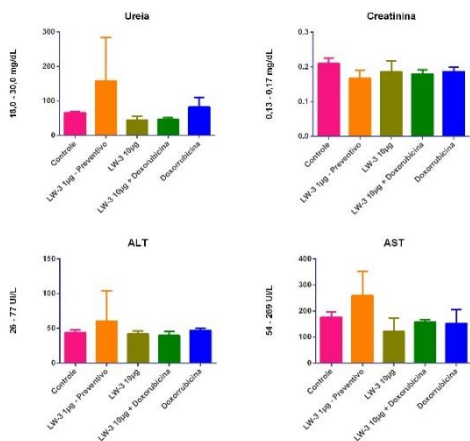 Ureia
18,0 - 30,0 mg/dL
300
200
100
0
Controle
LW-3 1µg - Preventivo
LW-3 10µg
LW-3 10µg + Doxorubicina
Doxorrubicina
Creatinina
0,13 - 0,17 mg/dL
0.3
0.2
0.1
0.0
Controle
LW-3 1µg - Preventivo
LW-3 10µg
LW-3 10µg + Doxorubicina
Doxorrubicina
ALT
26 - 77 UI/L
150
100
50
0
Controle
LW-3 1µg - Preventivo
LW-3 10µg
LW-3 10µg + Doxorubicina
Doxorrubicina
AST
54 - 269 UI/L
400
300
200
100
0
Controle
LW-3 1µg - Preventivo
LW-3 10µg
LW-3 10µg + Doxorubicina
Doxorrubicina